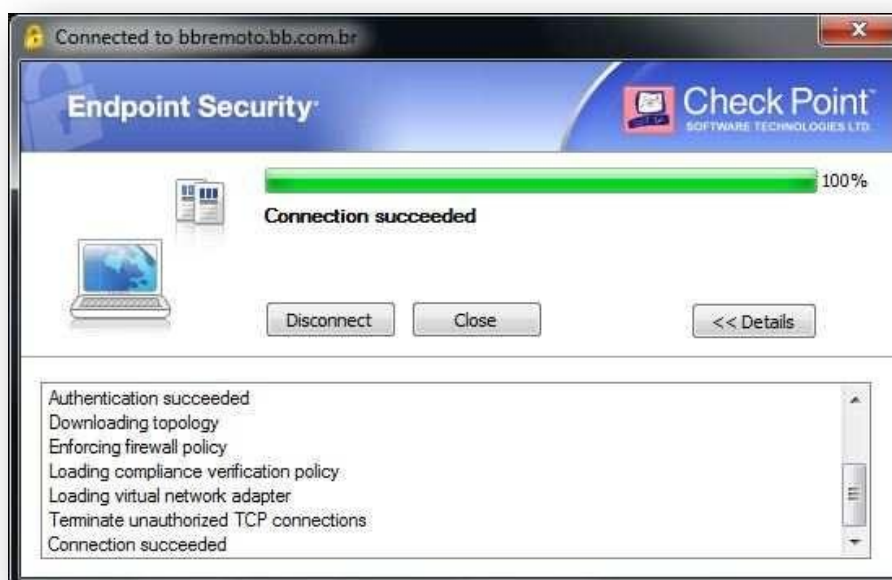 Connected to bbremoto.bb.com.br
Endpoint Security
Check Point™
SOFTWARE TECHNOLOGIES LTD.
100%
Connection succeeded
Disconnect
Close
<< Details
Authentication succeeded
Downloading topology
Enforcing firewall policy
Loading compliance verification policy
Loading virtual network adapter
Terminate unauthorized TCP connections
Connection succeeded